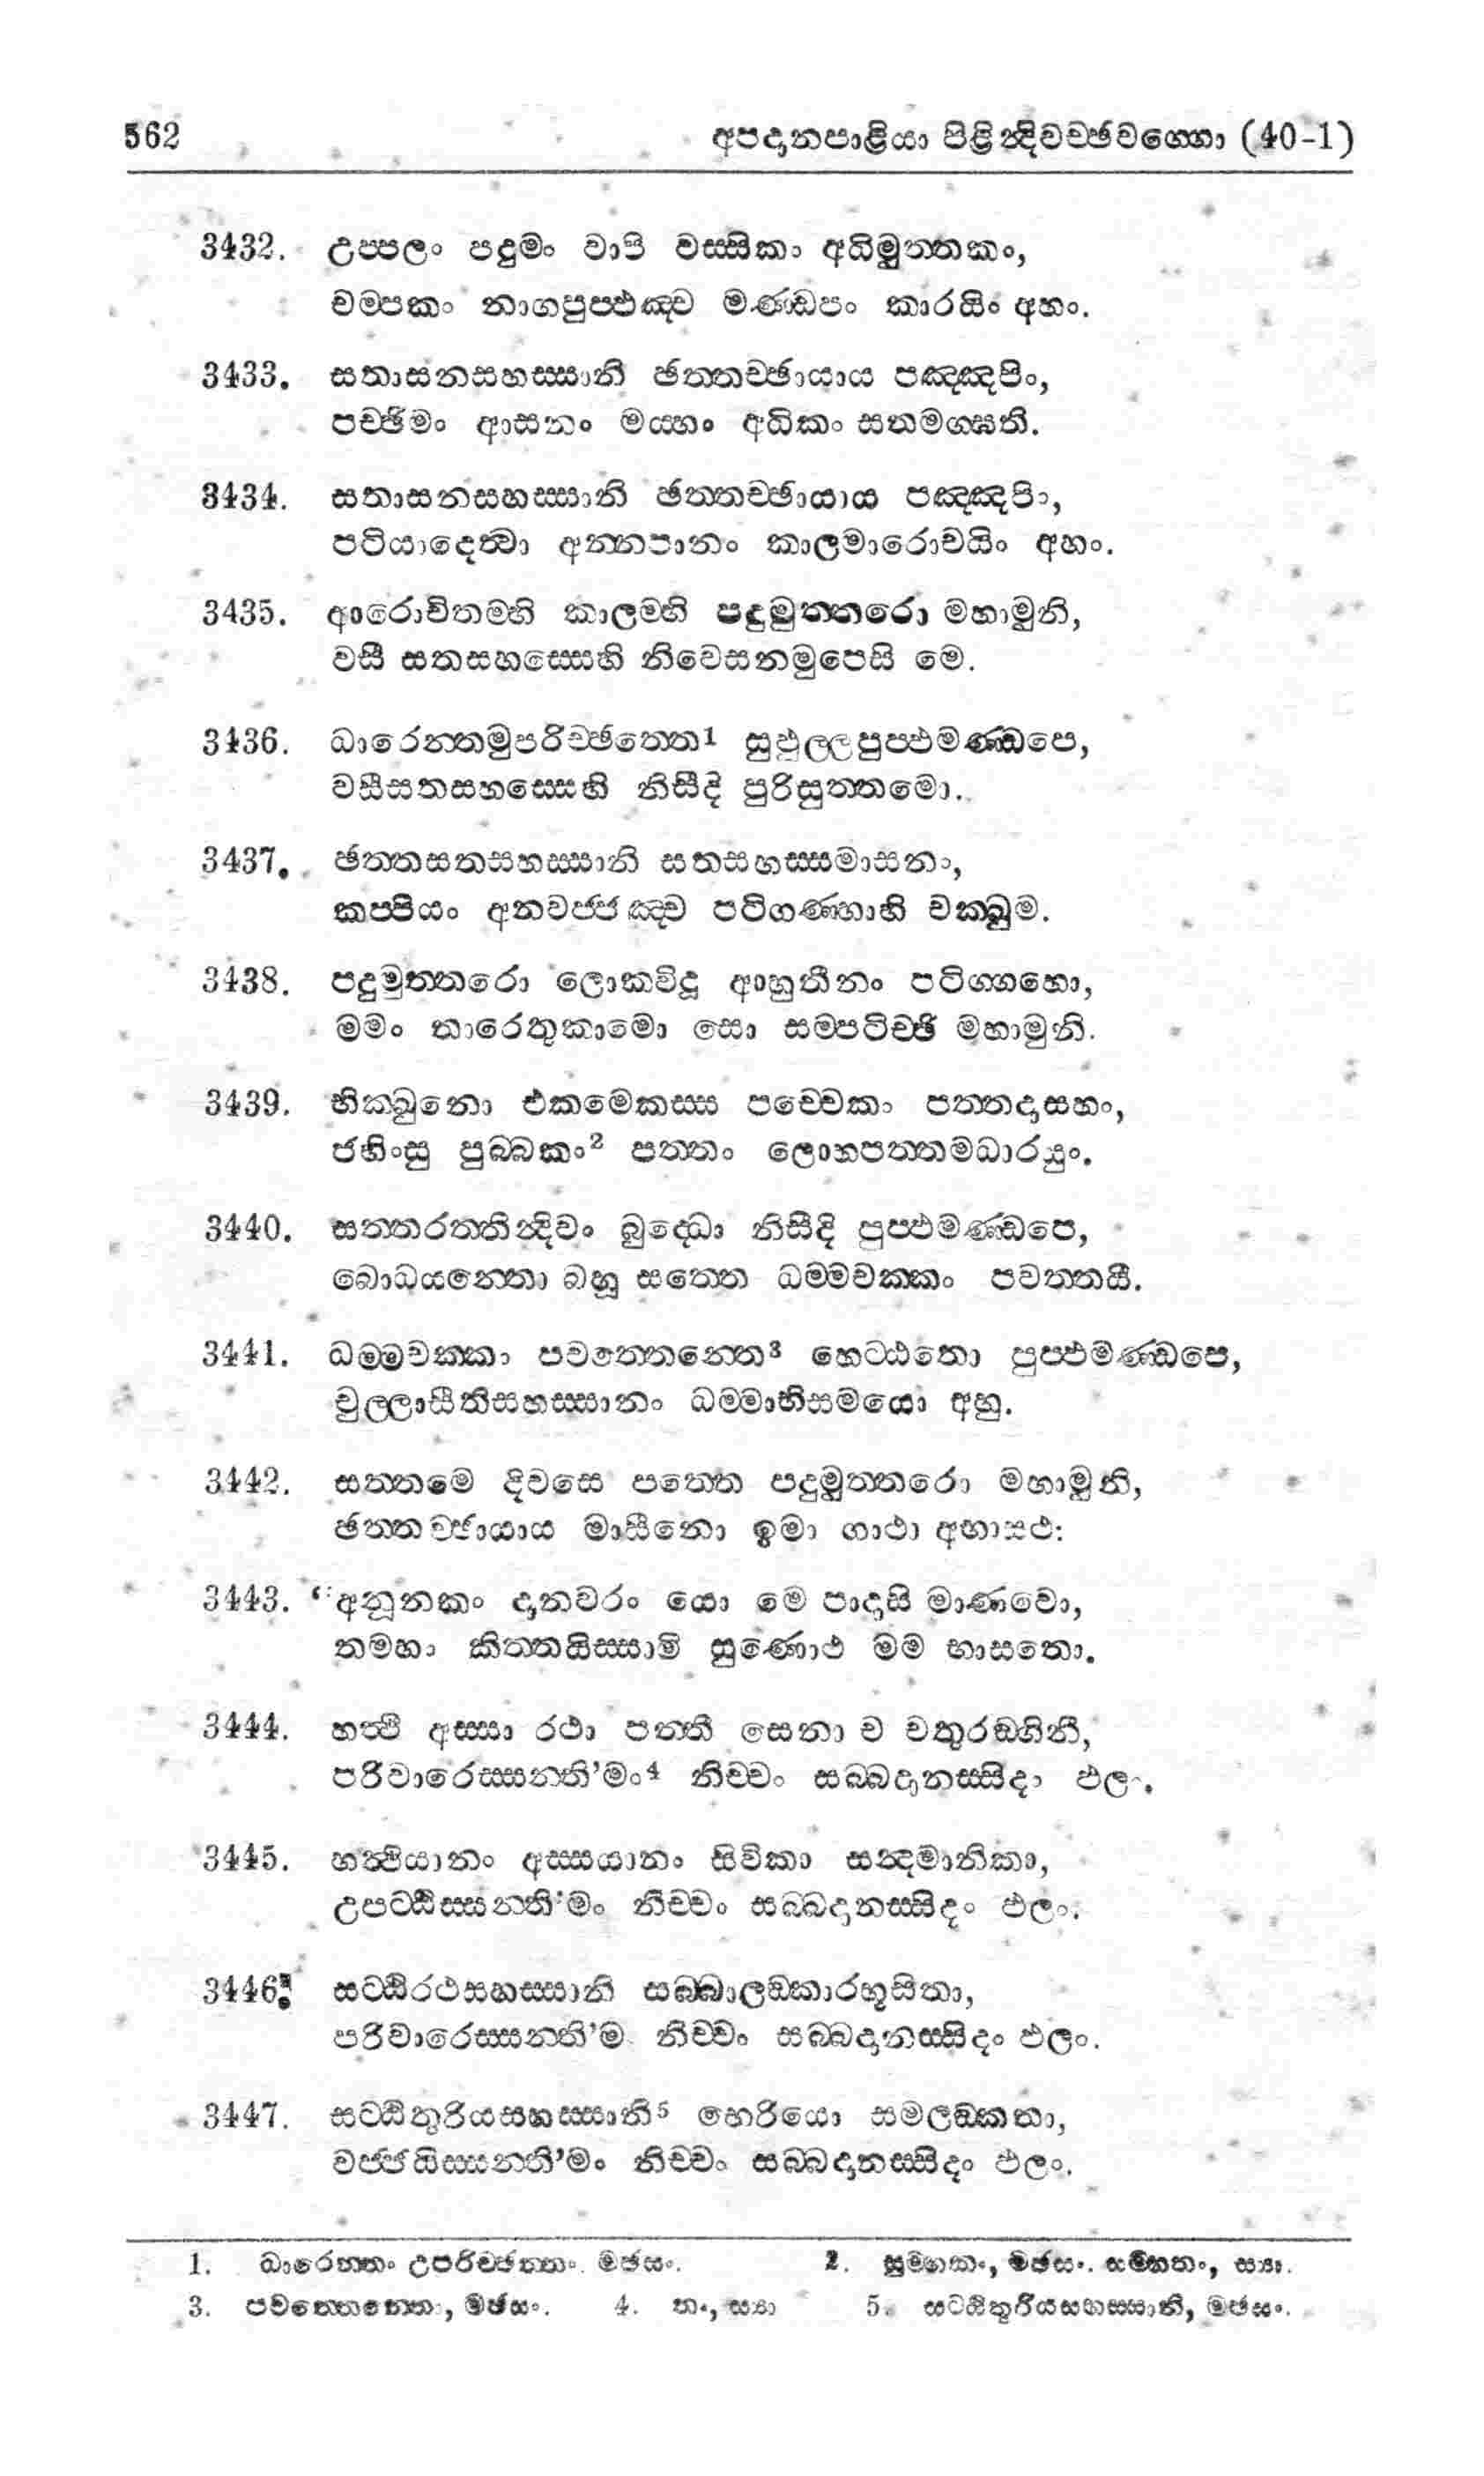 562 අපදානපාළියා පිළින්‍දිවච්ඡවග්ගො (40-1)
3432. උප්පලං පදුමං වාපි වස්සිකං අධිමුත්තකං,
චම්පකං නාගපුප්ඵඤ්ච මණ්ඩපං කාරයිං අහං.
3433. සතාසනසහස්සානි ඡත්තච්ඡායාය පඤ්ඤපිං,
පච්ඡිමං ආසනං මය්හං අධිකං සතමග්ඝති.
3434. සතාසනසහස්සානි ඡත්තච්ඡායාය පඤ්ඤපිං,
පටියාදෙත්‍වා අන්නපානං කාලමාරොචයිං අහං.
3435. ආරොචිතම්හි කාලම්හි පදුමුත්තරො මහාමුනි,
වසී සතසහස්සෙහි නිවෙසනමුපෙසි මෙ.
3436. ධාරෙන්තමුපරිච්ඡත්තෙ1 සුඵුල්ලපුප්ඵමණ්ඩපෙ,
වසීසතසහස්සෙහි නිසීදි පුරිසුත්තමො.
3437. ඡත්තසතසහස්සානි සතසහස්සමාසනං,
කප්පියං අනවජ්ජඤ්ච පටිගණ්හාහි චක්ඛුම.
3438. පදුමුත්තරො ලොකවිදූ ආහුතීනං පටිග්ගහො,
මමං තාරෙතුකාමො සො සම්පටිච්ඡි මහාමුනි.
3439. භික්ඛුනො එකමෙකස්ස පච්චෙකං පත්තදාසහං,
ජහිංසු පුබ්බකං2 පත්තං ලොහපත්තමධාරයුං.
3440. සත්තරත්තින්‍දිවං බුද්ධො නිසීදි පුප්ඵමණ්ඩපෙ,
බොධයන්තො බහූ සත්තෙ ධම්මචක්කං පවත්තයී.
3441. ධම්මචක්කං පවත්තෙන්තෙ3 හෙට්ඨතො පුප්ඵමණ්ඩපෙ,
චුල්ලාසීතිසහස්සානං ධම්මාභිසමයො අහු.
3442. සත්තමෙ දිවසෙ පත්තෙ පදුමුත්තරො මහාමුනි,
ඡත්තච්ඡායාය මාසීනො ඉමා ගාථා අභාසථ:
3443. “අනූනකං දානවරං යො මෙ පාදාසි මාණවො,
තමහං කිත්තයිස්සාමි සුණොථ මම භාසතො.
3444. හත්‍ථි අස්සා රථා පත්තී සෙනා ච චතුරඞ්ගිනී,
පරිවාරෙස්සන්ති’මං4 නිච්චං සබ්බදානස්සිදං ඵලං.
3445. හත්‍ථියානං අස්සයානං සිවිකා සන්‍දමානිකා,
උපට්ඨිස්සන්ති’මං නිච්චං සබ්බදානස්සිදං ඵලං.
3446. සට්ඨිරථසහස්සානි සබ්බාලඞ්කාරභූසිතා,
පරිවාරෙස්සන්ති’මං නිච්චං සබ්බදානස්සිදං ඵලං.
3447. සට්ඨිතුරියසහස්සානි5 භෙරියො සමලඞ්කතා,
වජ්ජයිස්සන්ති’මං නිච්චං සබ්බදානස්සිදං ඵලං.
1. ධාරෙන්තං උපරිච්ඡත්තං. මඡසං. 2. සුම්භකං, මඡසං. සම්භතං, ස්‍යා.
3. පවත්තෙන්තෙ, මඡසං. 4. තං, ස්‍යා 5. සට්ඨිතූරියසහස්සානි, මඡසං.